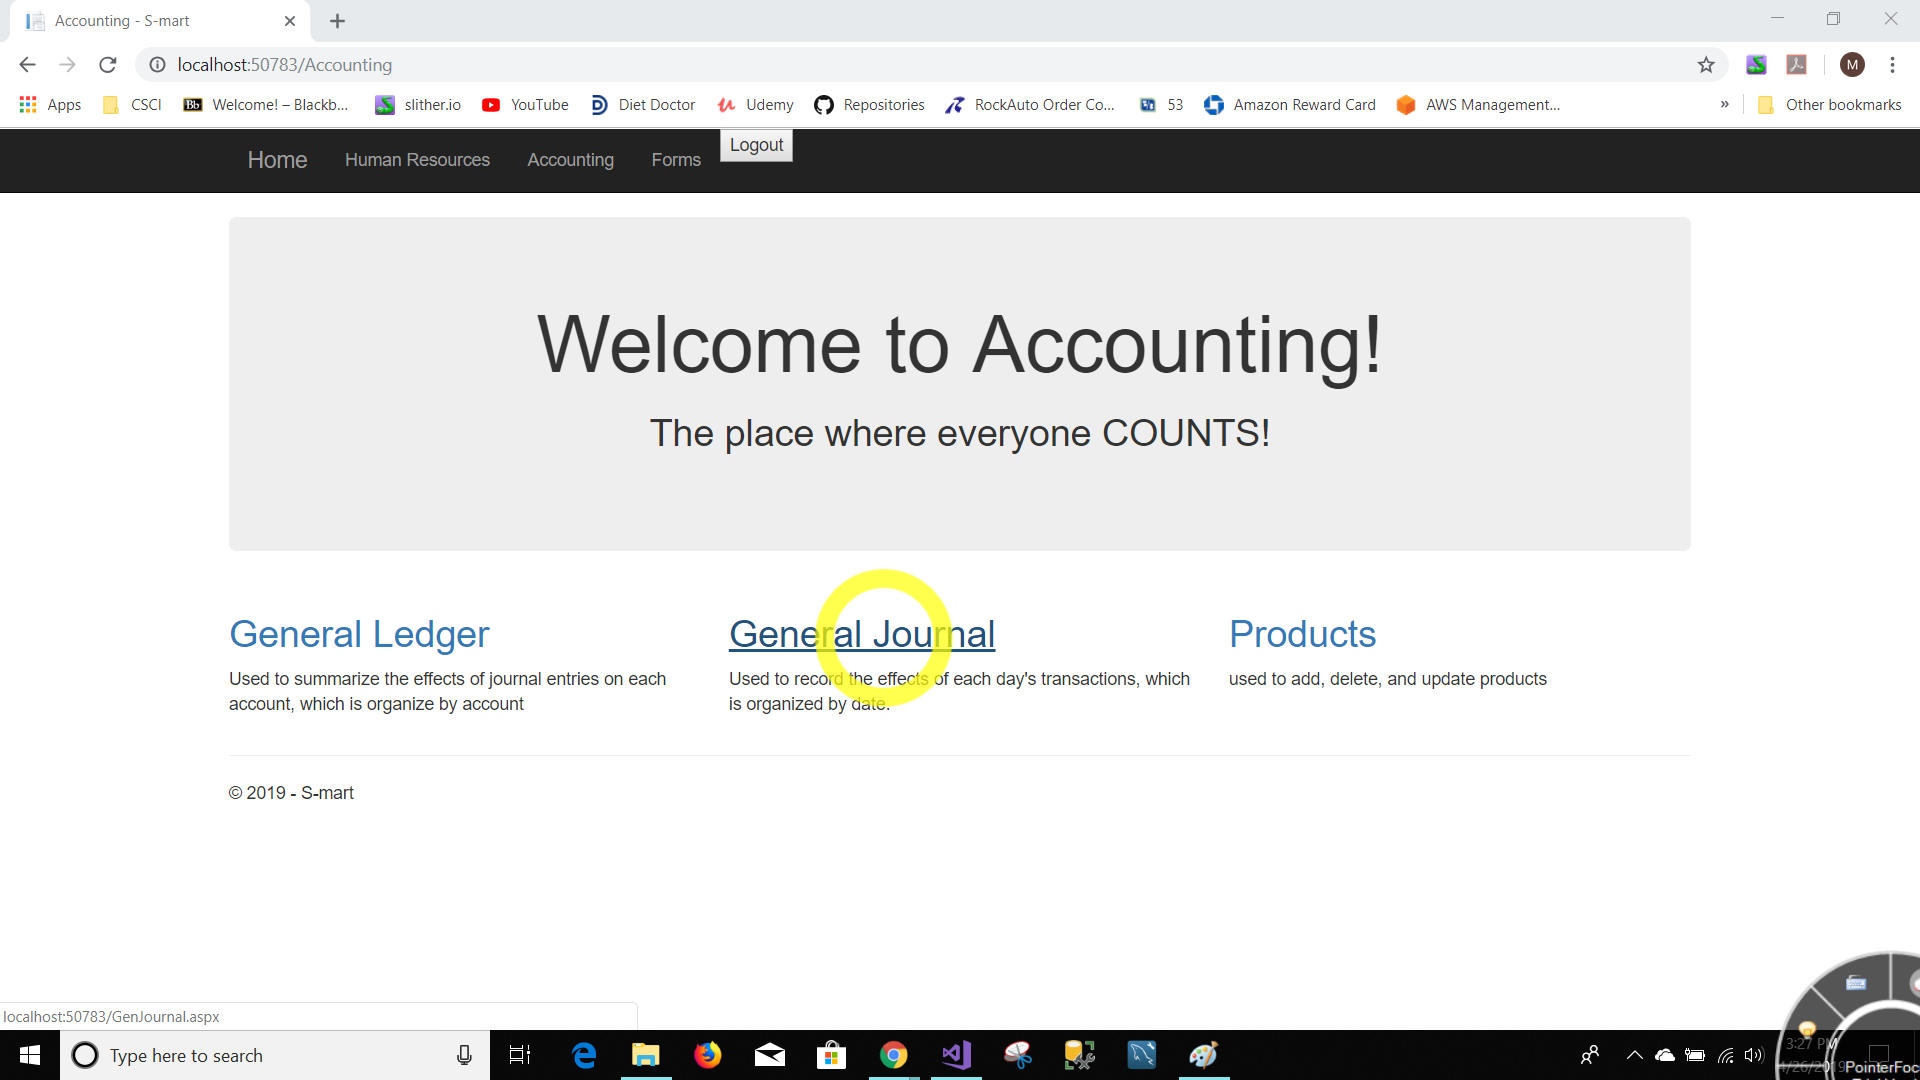 Accounting - S-mart
localhost:50783/Accounting
Apps CSCI Bb Welcome! – Blackb... slither.io YouTube Diet Doctor Udemy Repositories RockAuto Order Co... 53 Amazon Reward Card AWS Management... » Other bookmarks
M
Home Human Resources Accounting Forms Logout
Welcome to Accounting!
The place where everyone COUNTS!
General Ledger
Used to summarize the effects of journal entries on each
account, which is organize by account
General Journal
Used to record the effects of each day's transactions, which
is organized by date.
Products
used to add, delete, and update products
© 2019 - S-mart
localhost:50783/GenJournal.aspx
Type here to search
3:27 PM
4/26/2019
PointerFoc